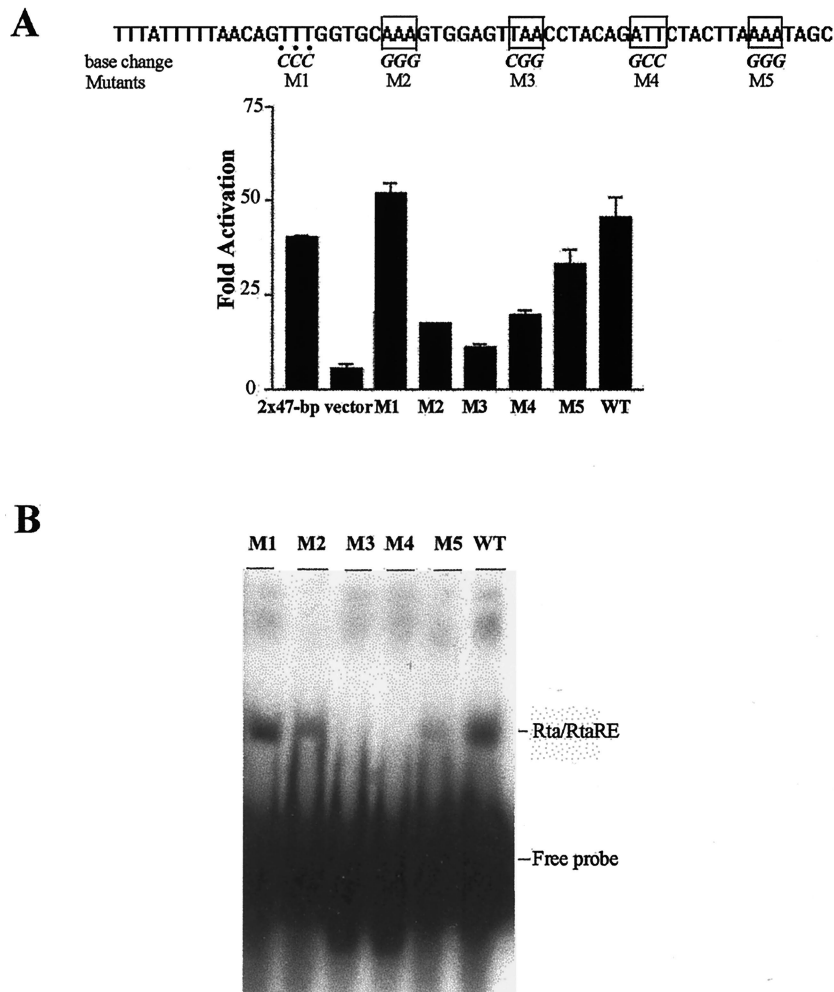 A
TTTATTTTTAACAGTTTGGTGCAAAGTGGAGTTAACCTACAGATTCTACTTAAAATAGC
base change CCC GGG CGG GCC GGG
Mutants M1 M2 M3 M4 M5
75
50
25
0
Fold Activation
2x47-bp vector M1 M2 M3 M4 M5 WT
B
M1 M2 M3 M4 M5 WT
Rta/RtaRE
Free probe